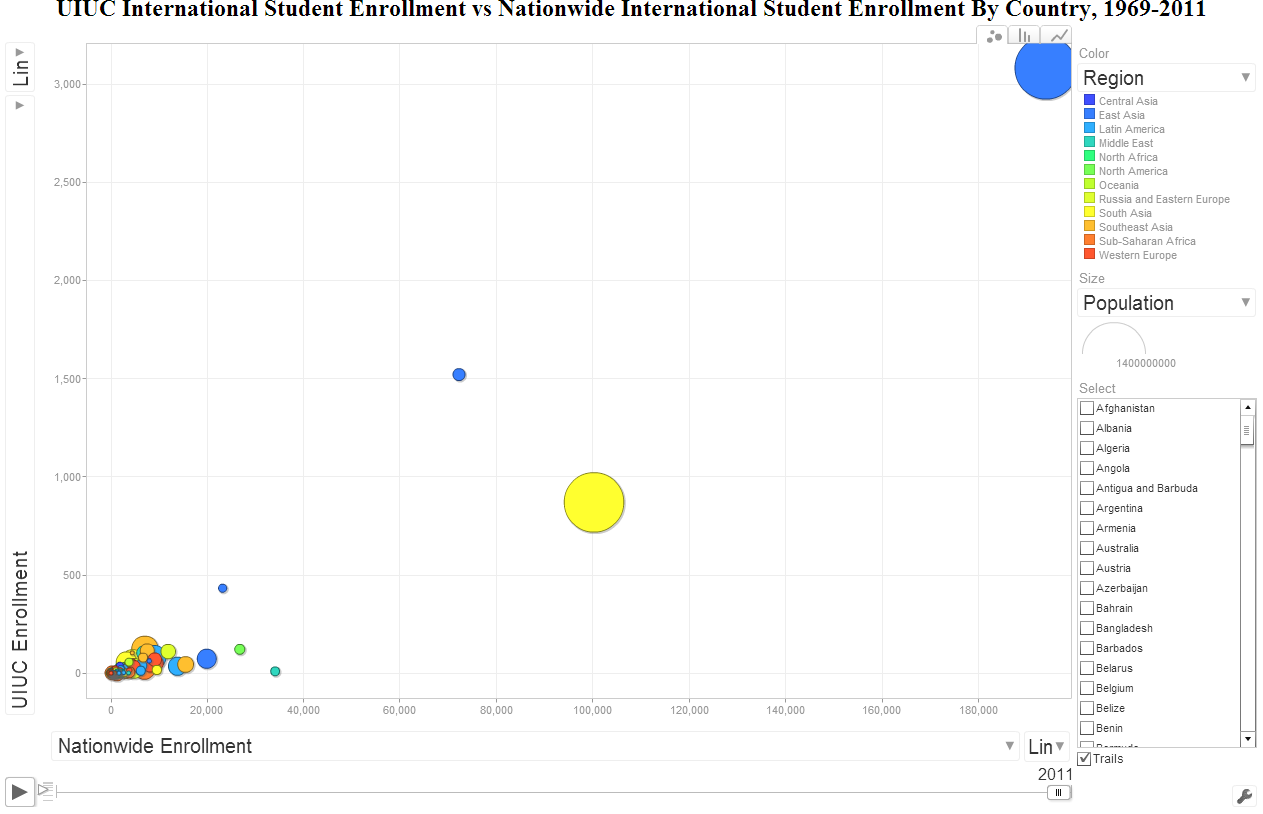 UIUC International Student Enrollment vs Nationwide International Student Enrollment By Country, 1969-2011
Lin
UIUC Enrollment
3,000
2,500
2,000
1,500
1,000
500
0
0
20,000
40,000
60,000
80,000
100,000
120,000
140,000
160,000
180,000
Nationwide Enrollment
Lin
2011
Color
Region
Central Asia
East Asia
Latin America
Middle East
North Africa
North America
Oceania
Russia and Eastern Europe
South Asia
Southeast Asia
Sub-Saharan Africa
Western Europe
Size
Population
1400000000
Select
Afghanistan
Albania
Algeria
Angola
Antigua and Barbuda
Argentina
Armenia
Australia
Austria
Azerbaijan
Bahrain
Bangladesh
Barbados
Belarus
Belgium
Belize
Benin
Trails